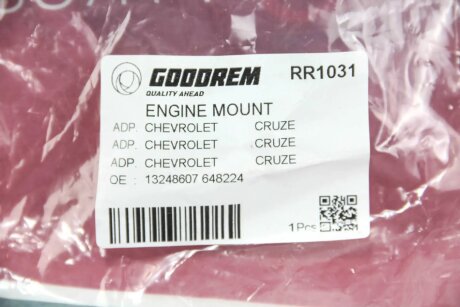 GOODREM RR1031
QUALITY AHEAD
ENGINE MOUNT
ADP. CHEVROLET CRUZE
ADP. CHEVROLET CRUZE
ADP. CHEVROLET CRUZE
OE : 13248607 648224
1Pcs